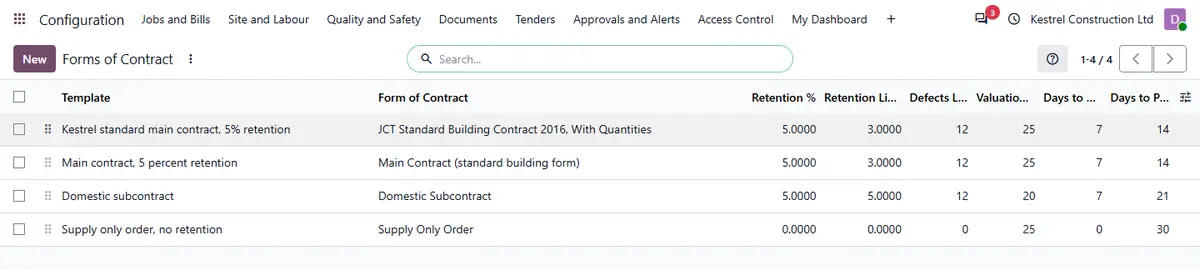 Configuration Jobs and Bills Site and Labour Quality and Safety Documents Tenders Approvals and Alerts Access Control My Dashboard + 3 Kestrel Construction Ltd D
New Forms of Contract Search... 1-4 / 4
Template Form of Contract Retention % Retention Li... Defects L... Valuatio... Days to ... Days to P...
Kestrel standard main contract, 5% retention JCT Standard Building Contract 2016, With Quantities 5.0000 3.0000 12 25 7 14
Main contract, 5 percent retention Main Contract (standard building form) 5.0000 3.0000 12 25 7 14
Domestic subcontract Domestic Subcontract 5.0000 5.0000 12 20 7 21
Supply only order, no retention Supply Only Order 0.0000 0.0000 0 25 0 30